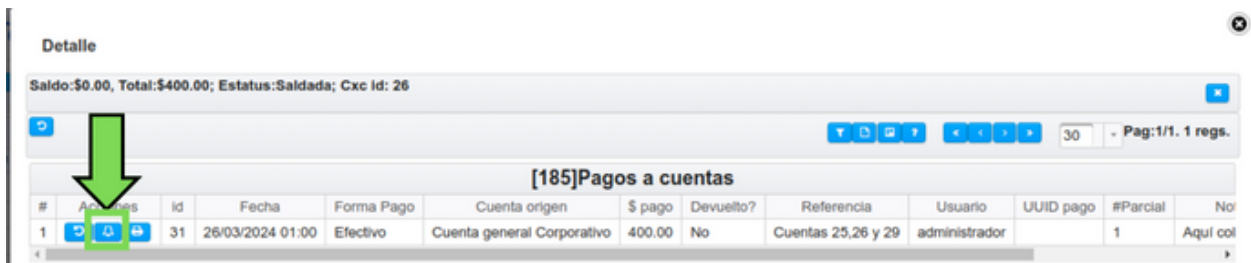 Detalle
Saldo:$0.00, Total:$400.00; Estatus:Saldada; Cxc id: 26
30 Pag:1/1. 1 regs.
[185]Pagos a cuentas
# id Fecha Forma Pago Cuenta origen $ pago Devuelto? Referencia Usuario UUID pago #Parcial
1 31 26/03/2024 01:00 Efectivo Cuenta general Corporativo 400.00 No Cuentas 25,26 y 29 administrador 1 Aquí col